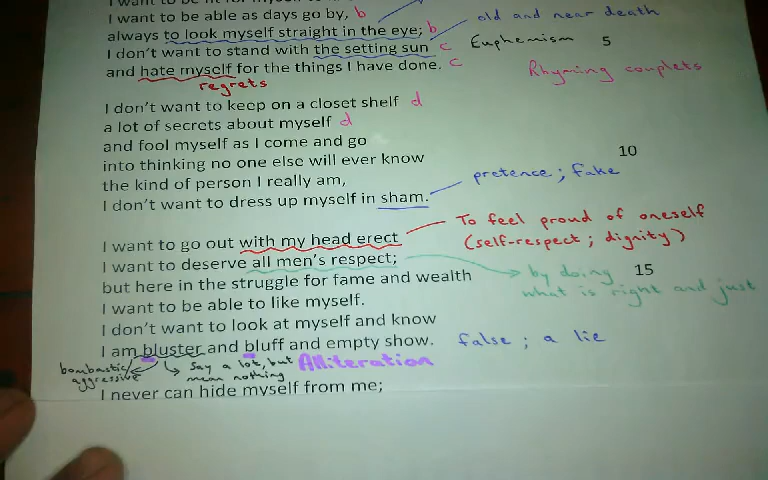 I want to be able as days go by, b
old and near death
always to look myself straight in the eye; b
I don't want to stand with the setting sun c Euphemism 5
and hate myself for the things I have done. c Rhyming couplets
regrets
I don't want to keep on a closet shelf d
a lot of secrets about myself d
and fool myself as I come and go
into thinking no one else will ever know 10
the kind of person I really am, pretence; fake
I don't want to dress up myself in sham.
To feel proud of oneself
I want to go out with my head erect (self-respect; dignity)
I want to deserve all men's respect; by doing 15
but here in the struggle for fame and wealth what is right and just
I want to be able to like myself.
I don't want to look at myself and know
I am bluster and bluff and empty show. false; a lie
bombastic/ aggressive say a lot, but mean nothing Alliteration
I never can hide myself from me;